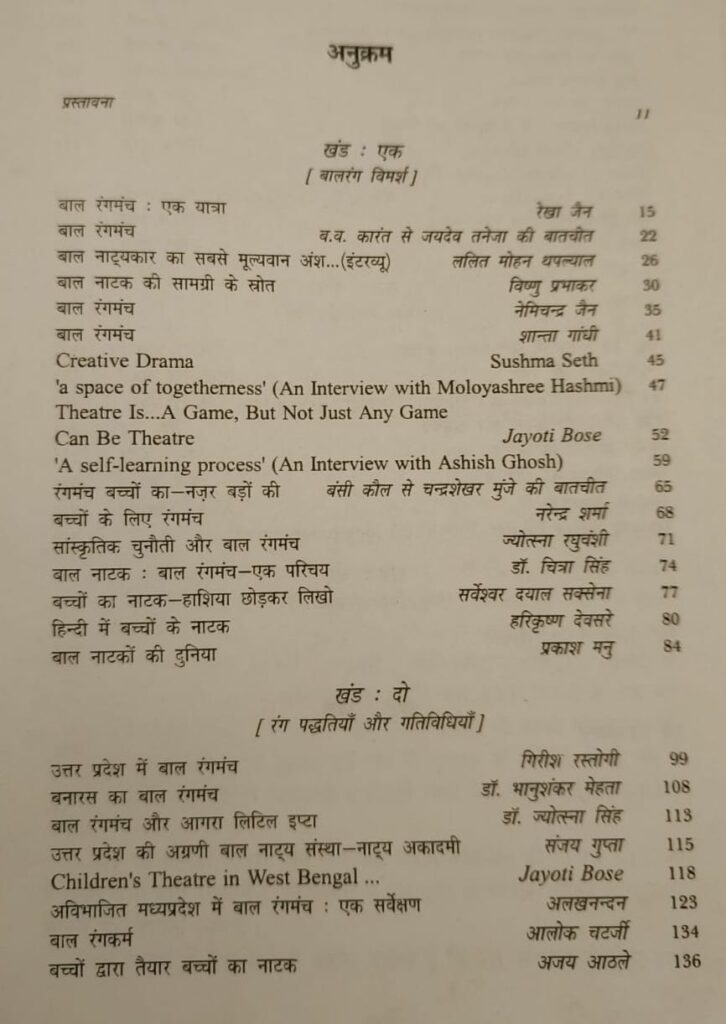 अनुक्रम
प्रस्तावना 11
खंड : एक
[ बालरंग विमर्श ]
बाल रंगमंच : एक यात्रा रेखा जैन 15
बाल रंगमंच ब.व. कारंत से जयदेव तनेजा की बातचीत 22
बाल नाट्यकार का सबसे मूल्यवान अंश...(इंटरव्यू) ललित मोहन थपल्याल 26
बाल नाटक की सामग्री के स्रोत विष्णु प्रभाकर 30
बाल रंगमंच नेमिचन्द्र जैन 35
बाल रंगमंच शान्ता गांधी 41
Creative Drama Sushma Seth 45
'a space of togetherness' (An Interview with Moloyashree Hashmi) 47
Theatre Is...A Game, But Not Just Any Game
Can Be Theatre Jayoti Bose 52
'A self-learning process' (An Interview with Ashish Ghosh) 59
रंगमंच बच्चों का–नज़र बड़ों की बंसी कौल से चन्द्रशेखर मुंजे की बातचीत 65
बच्चों के लिए रंगमंच नरेन्द्र शर्मा 68
सांस्कृतिक चुनौती और बाल रंगमंच ज्योत्स्ना रघुवंशी 71
बाल नाटक : बाल रंगमंच–एक परिचय डॉ. चित्रा सिंह 74
बच्चों का नाटक–हाशिया छोड़कर लिखो सर्वेश्वर दयाल सक्सेना 77
हिन्दी में बच्चों के नाटक हरिकृष्ण देवसरे 80
बाल नाटकों की दुनिया प्रकाश मनु 84
खंड : दो
[ रंग पद्धतियाँ और गतिविधियाँ ]
उत्तर प्रदेश में बाल रंगमंच गिरीश रस्तोगी 99
बनारस का बाल रंगमंच डॉ. भानुशंकर मेहता 108
बाल रंगमंच और आगरा लिटिल इप्टा डॉ. ज्योत्स्ना सिंह 113
उत्तर प्रदेश की अग्रणी बाल नाट्य संस्था–नाट्य अकादमी संजय गुप्ता 115
Children's Theatre in West Bengal ... Jayoti Bose 118
अविभाजित मध्यप्रदेश में बाल रंगमंच : एक सर्वेक्षण अलखनन्दन 123
बाल रंगकर्म आलोक चटर्जी 134
बच्चों द्वारा तैयार बच्चों का नाटक अजय आठले 136